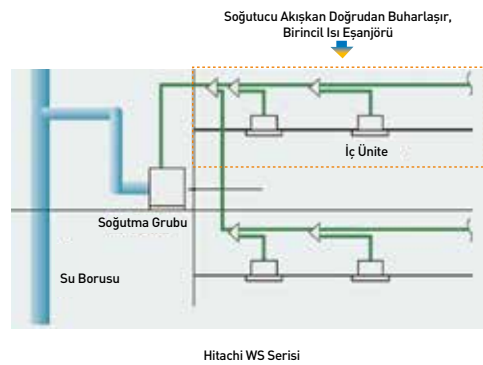 Soğutucu Akışkan Doğrudan Buharlaşır,
Birincil Isı Eşanjörü
İç Ünite
Soğutma Grubu
Su Borusu
Hitachi WS Serisi